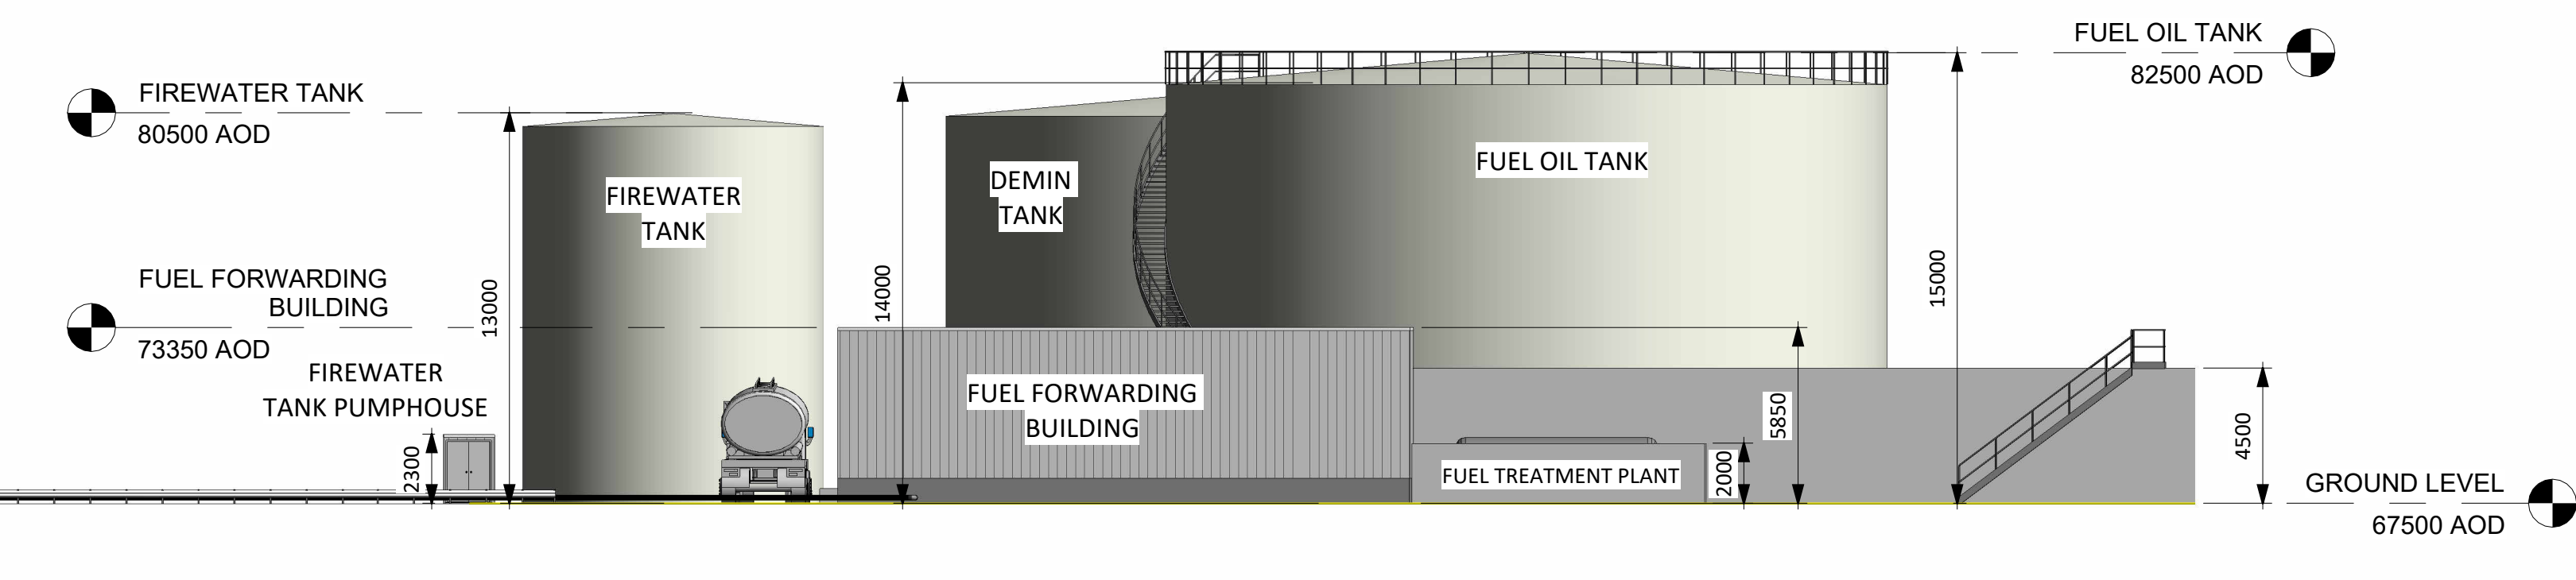 FUEL OIL TANK
82500 AOD
FIREWATER TANK
80500 AOD
FUEL FORWARDING
BUILDING
73350 AOD
FIREWATER
TANK PUMPHOUSE
2300
13000
FIREWATER
TANK
14000
DEMIN
TANK
FUEL OIL TANK
15000
FUEL FORWARDING
BUILDING
FUEL TREATMENT PLANT
2000
5850
4500
GROUND LEVEL
67500 AOD